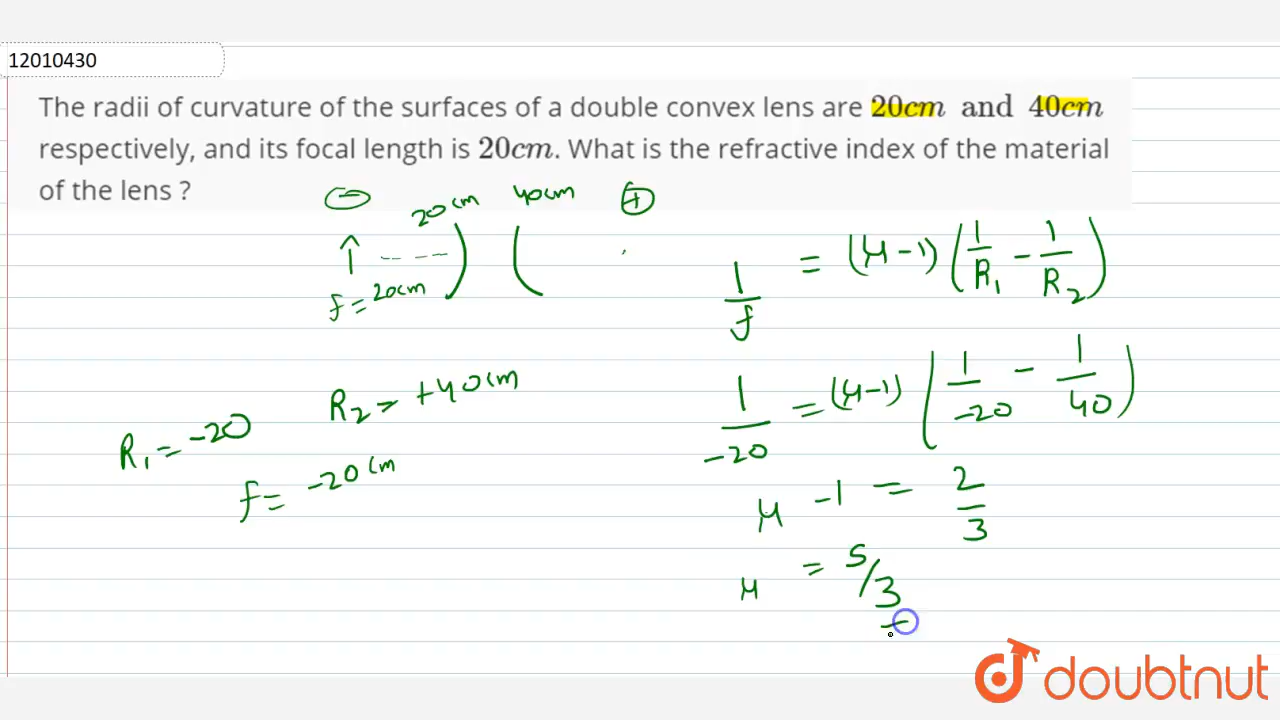 12010430
The radii of curvature of the surfaces of a double convex lens are 20cm and 40cm
respectively, and its focal length is 20cm. What is the refractive index of the material
of the lens ?
⊖ 20cm 40cm ⊕
↑ - - - - - ) (
f = 20cm
1/f = (μ-1) (1/R₁ - 1/R₂)
R₁ = -20 R₂ = +40cm
f = -20cm
1/-20 = (μ-1) (1/-20 - 1/40)
μ - 1 = 2/3
μ = 5/3
doubtnut